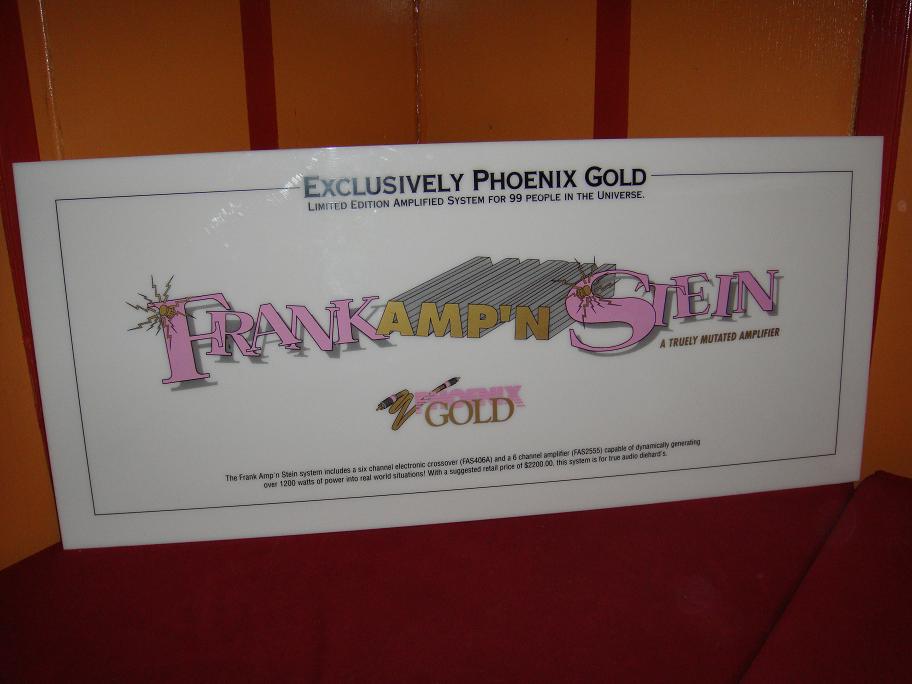 EXCLUSIVELY PHOENIX GOLD
LIMITED EDITION AMPLIFIED SYSTEM FOR 99 PEOPLE IN THE UNIVERSE.
FRANKAMP'N STEIN
A TRUELY MUTATED AMPLIFIER
PHOENIX
GOLD
The Frank Amp'n Stein system includes a six channel electronic crossover (FAS406A) and a 6 channel amplifier (FAS2555) capable of dynamically generating
over 1200 watts of power into real world situations! With a suggested retail price of $2200.00, this system is for true audio diehard's.